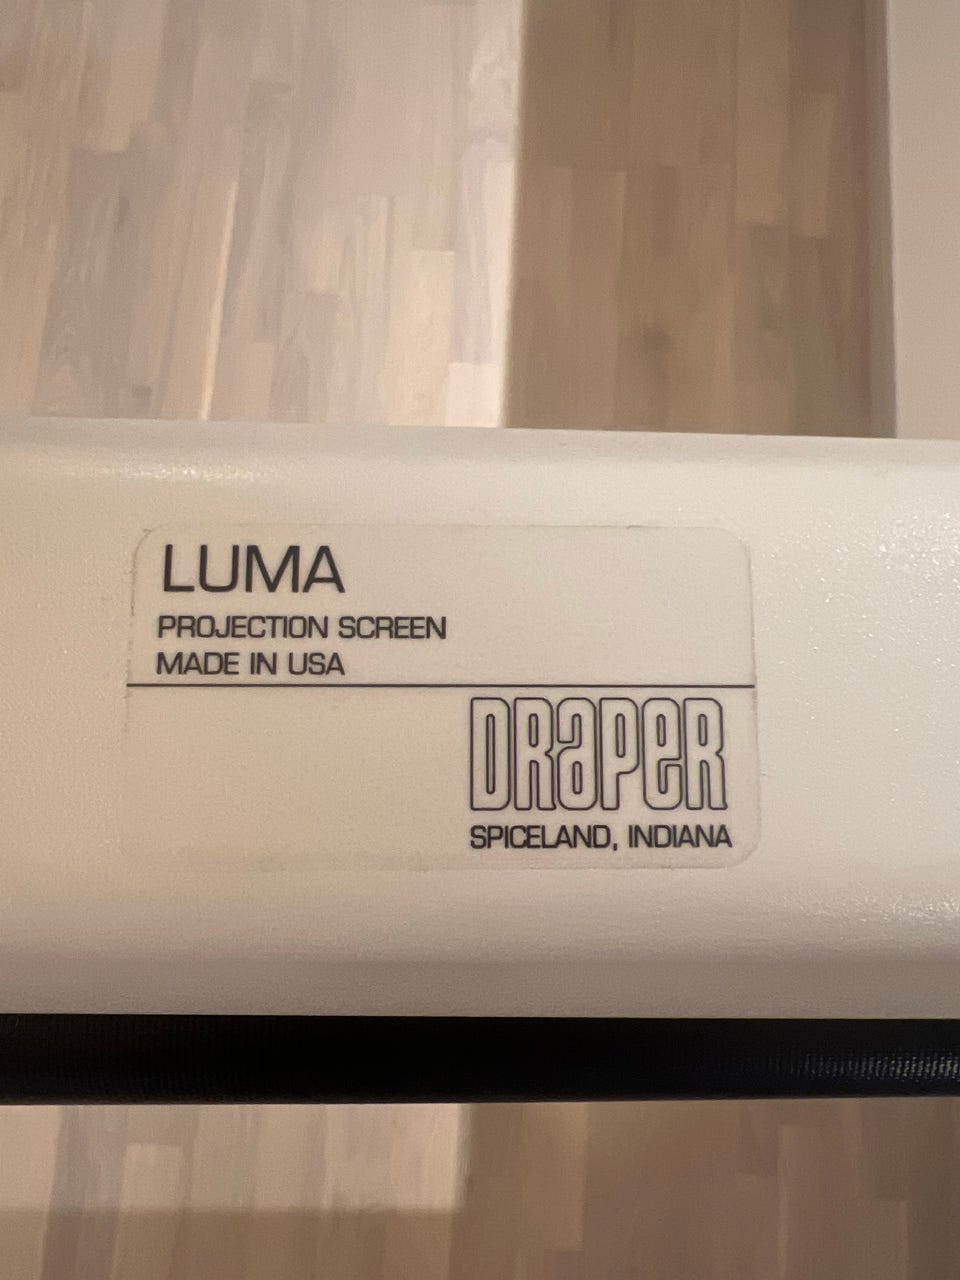 LUMA
PROJECTION SCREEN
MADE IN USA
DRAPER
SPICELAND, INDIANA